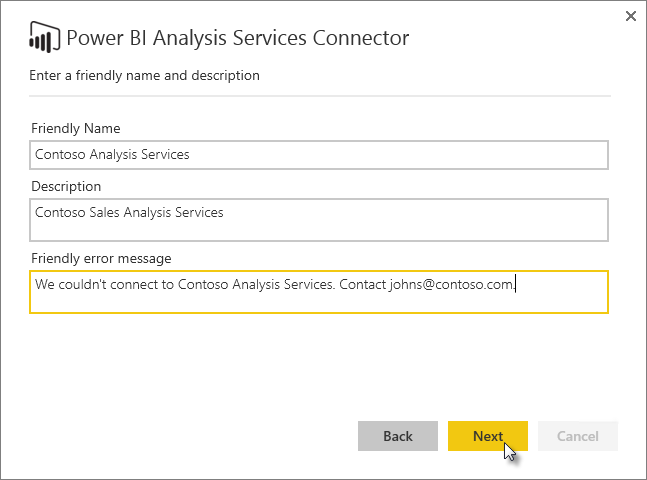 Power BI Analysis Services Connector
Enter a friendly name and description
Friendly Name
Contoso Analysis Services
Description
Contoso Sales Analysis Services
Friendly error message
We couldn't connect to Contoso Analysis Services. Contact johns@contoso.com.
Back
Next
Cancel